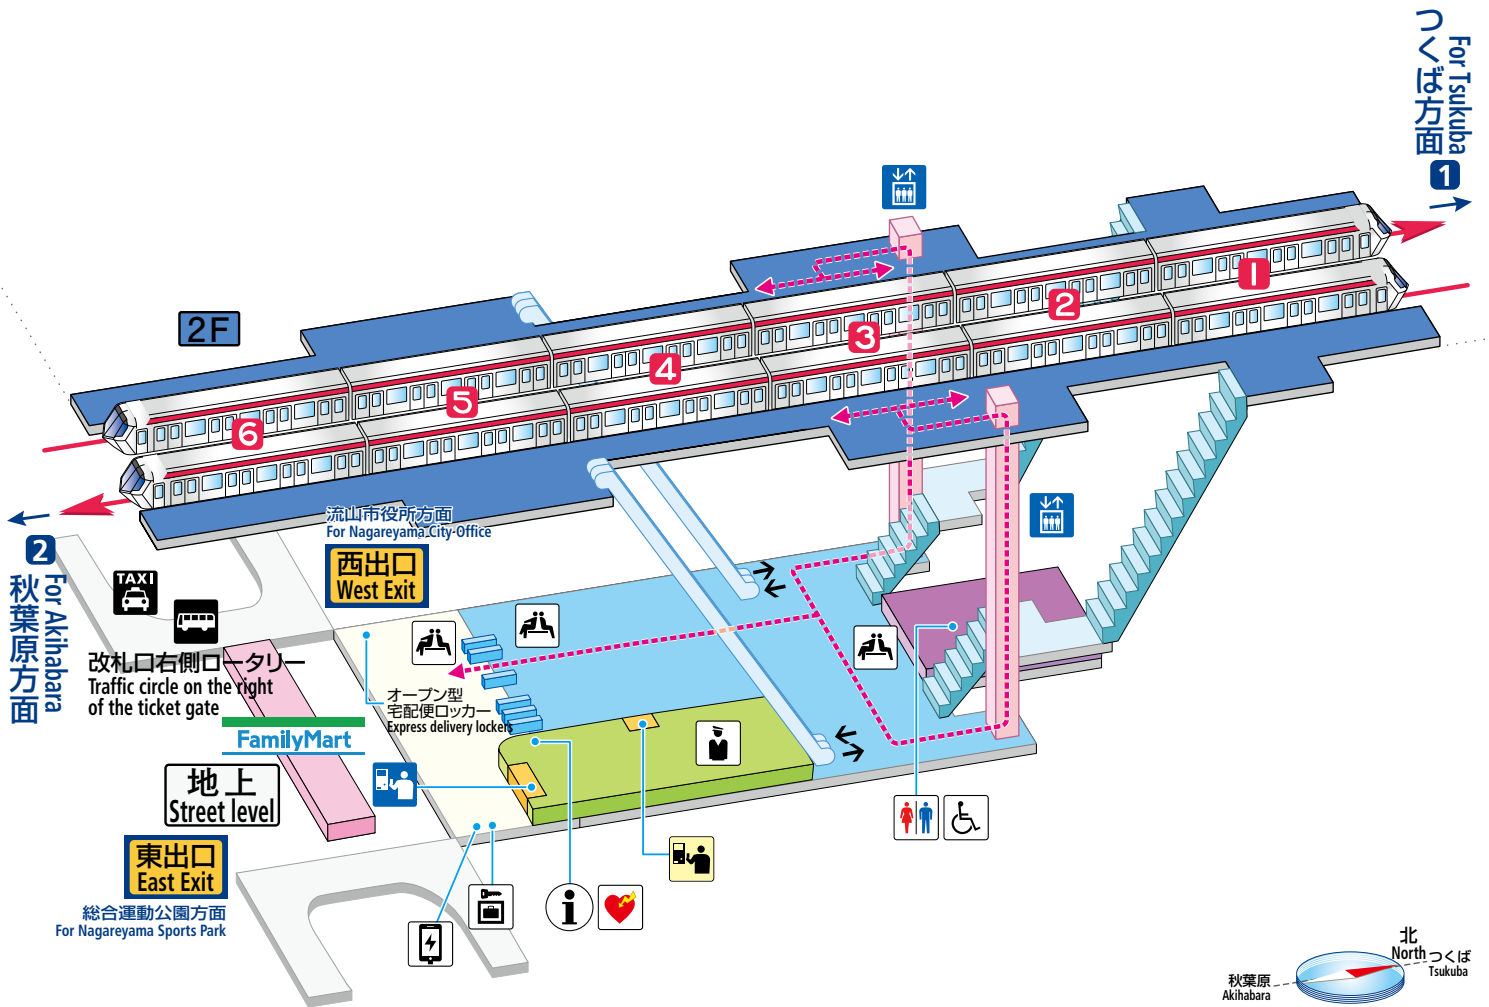 つくば方面
For Tsukuba
1
2F
1
2
3
4
5
6
2
For Akihabara
秋葉原方面
流山市役所方面
For Nagareyama City Office
西出口
West Exit
TAXI
改札口右側ロータリー
Traffic circle on the right
of the ticket gate
オープン型
宅配便ロッカー
Express delivery lockers
FamilyMart
地上
Street level
東出口
East Exit
総合運動公園方面
For Nagareyama Sports Park
i
北
North
つくば
Tsukuba
秋葉原
Akihabara